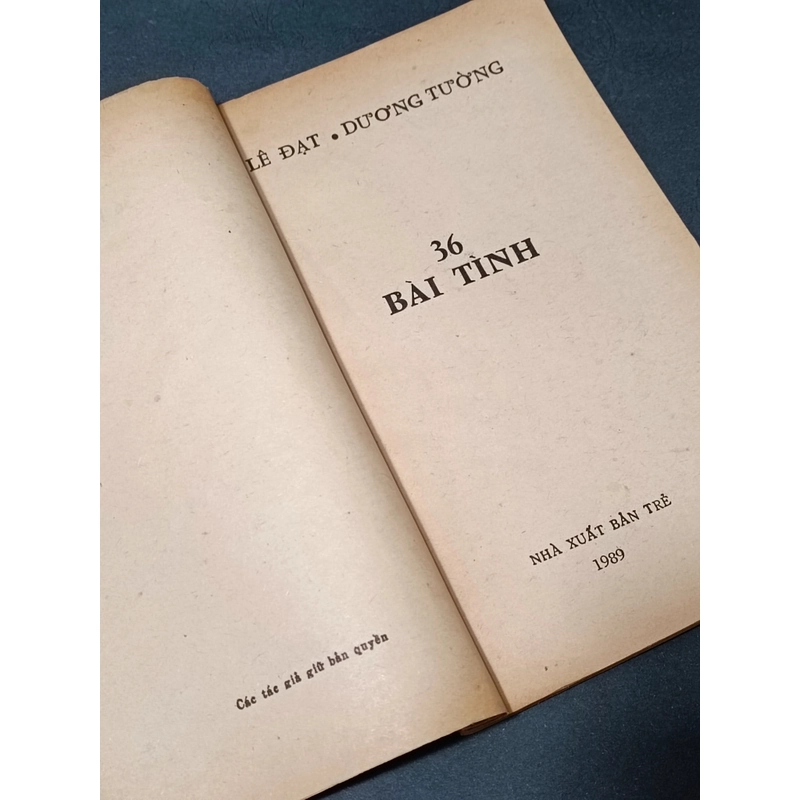 Các tác giả giữ bản quyền
LÊ ĐẠT • DƯƠNG TƯỜNG
36
BÀI TÌNH
NHÀ XUẤT BẢN TRẺ
1989